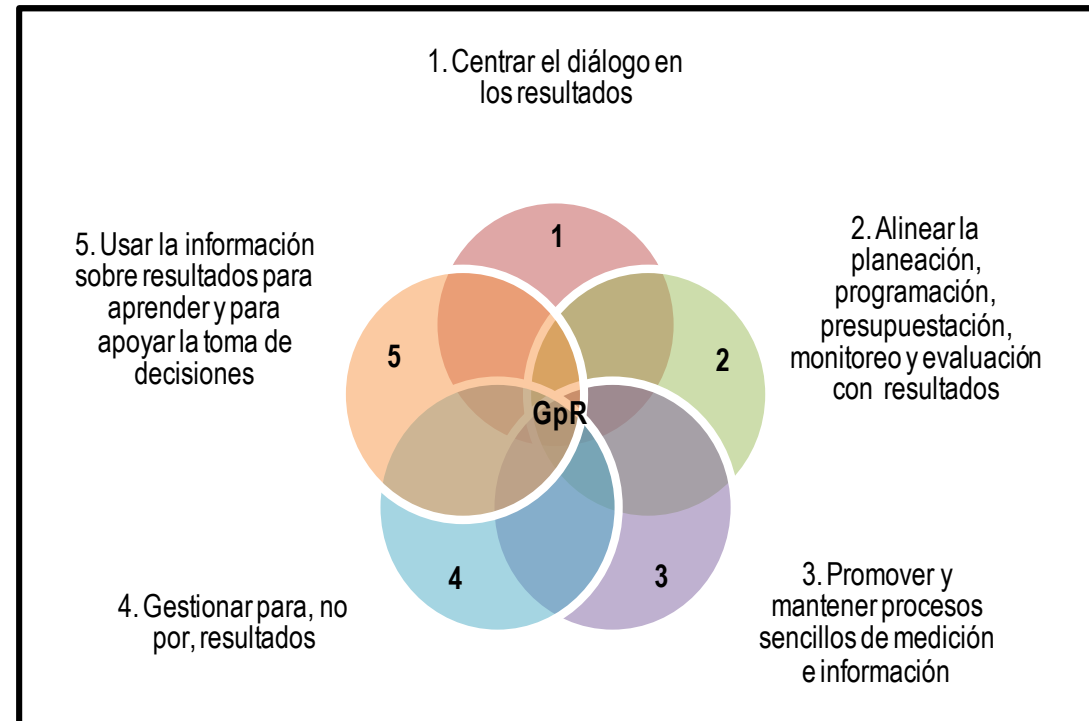 1. Centrar el diálogo en
los resultados
2. Alinear la
planeación,
programación,
presupuestación,
monitoreo y evaluación
con resultados
3. Promover y
mantener procesos
sencillos de medición
e información
4. Gestionar para, no
por, resultados
5. Usar la información
sobre resultados para
aprender y para
apoyar la toma de
decisiones
1
2
3
4
5
GpR